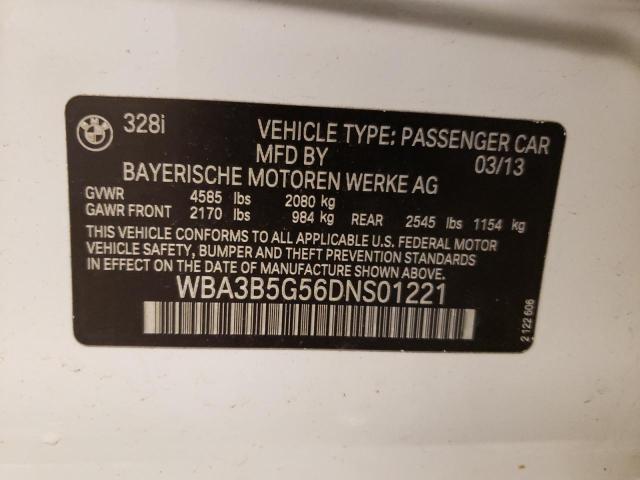 BMW 328i VEHICLE TYPE: PASSENGER CAR
MFD BY 03/13
BAYERISCHE MOTOREN WERKE AG
GVWR 4585 lbs 2080 kg
GAWR FRONT 2170 lbs 984 kg REAR 2545 lbs 1154 kg
THIS VEHICLE CONFORMS TO ALL APPLICABLE U.S. FEDERAL MOTOR
VEHICLE SAFETY, BUMPER AND THEFT PREVENTION STANDARDS
IN EFFECT ON THE DATE OF MANUFACTURE SHOWN ABOVE.
WBA3B5G56DNS01221
2 122 606